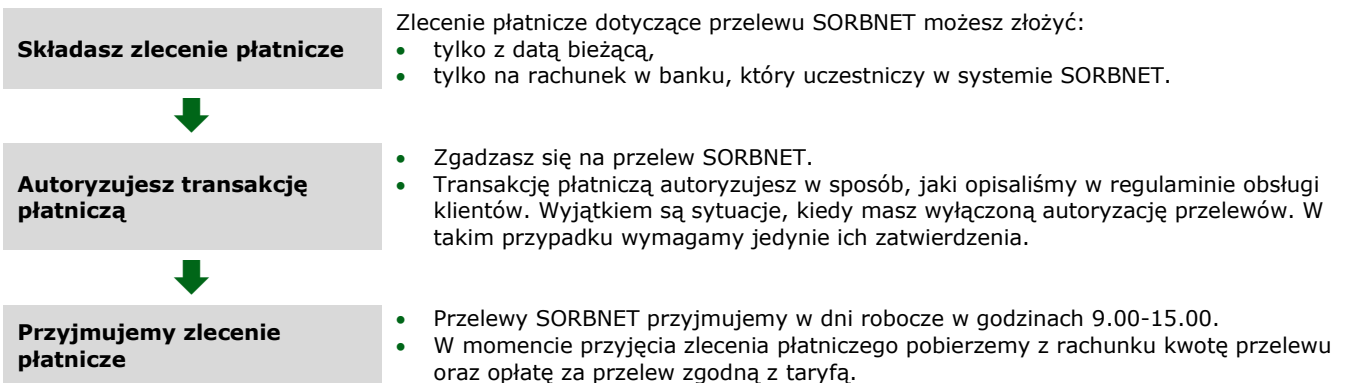 Składasz zlecenie płatnicze
Zlecenie płatnicze dotyczące przelewu SORBNET możesz złożyć:
• tylko z datą bieżącą,
• tylko na rachunek w banku, który uczestniczy w systemie SORBNET.
Autoryzujesz transakcję
płatniczą
• Zgadzasz się na przelew SORBNET.
• Transakcję płatniczą autoryzujesz w sposób, jaki opisaliśmy w regulaminie obsługi
klientów. Wyjątkiem są sytuacje, kiedy masz wyłączoną autoryzację przelewów. W
takim przypadku wymagamy jedynie ich zatwierdzenia.
Przyjmujemy zlecenie
płatnicze
• Przelewy SORBNET przyjmujemy w dni robocze w godzinach 9.00-15.00.
• W momencie przyjęcia zlecenia płatniczego pobierzemy z rachunku kwotę przelewu
oraz opłatę za przelew zgodną z taryfą.